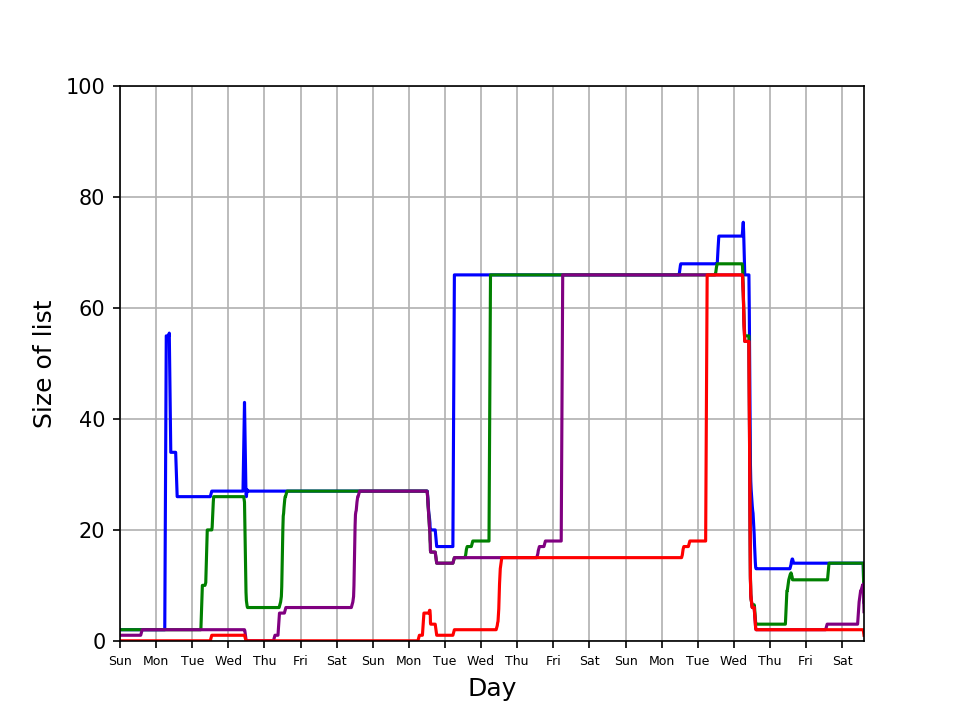 100
80
60
40
20
0
Size of list
Sun Mon Tue Wed Thu Fri Sat Sun Mon Tue Wed Thu Fri Sat Sun Mon Tue Wed Thu Fri Sat
Day